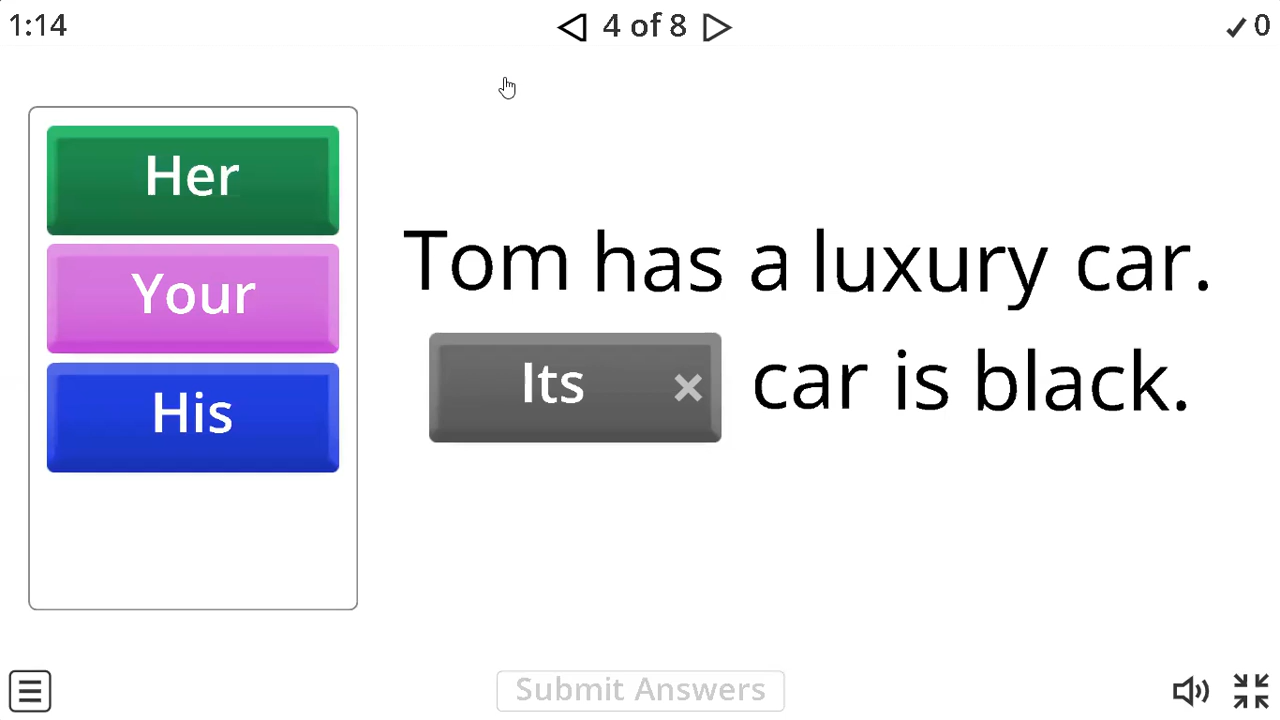 1:14
4 of 8
✓ 0
Her
Your
His
Tom has a luxury car.
Its × car is black.
Submit Answers